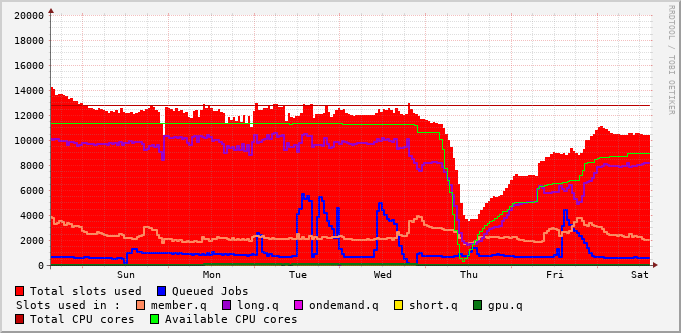 20000
18000
16000
14000
12000
10000
8000
6000
4000
2000
0
Sun Mon Tue Wed Thu Fri Sat
RRDTOOL / TOBI OETIKER
Total slots used Queued Jobs
Slots used in : member.q long.q ondemand.q short.q gpu.q
Total CPU cores Available CPU cores